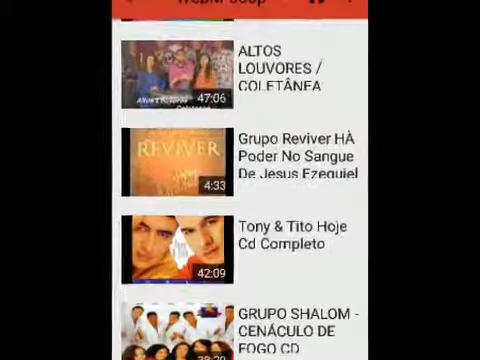 ALTOS
LOUVORES /
COLETÂNEA
47:06
REVIVER
Grupo Reviver HÀ
Poder No Sangue
De Jesus Ezequiel
4:33
Tony & Tito Hoje
Cd Completo
42:09
GRUPO SHALOM -
CENÁCULO DE
FOGO CD